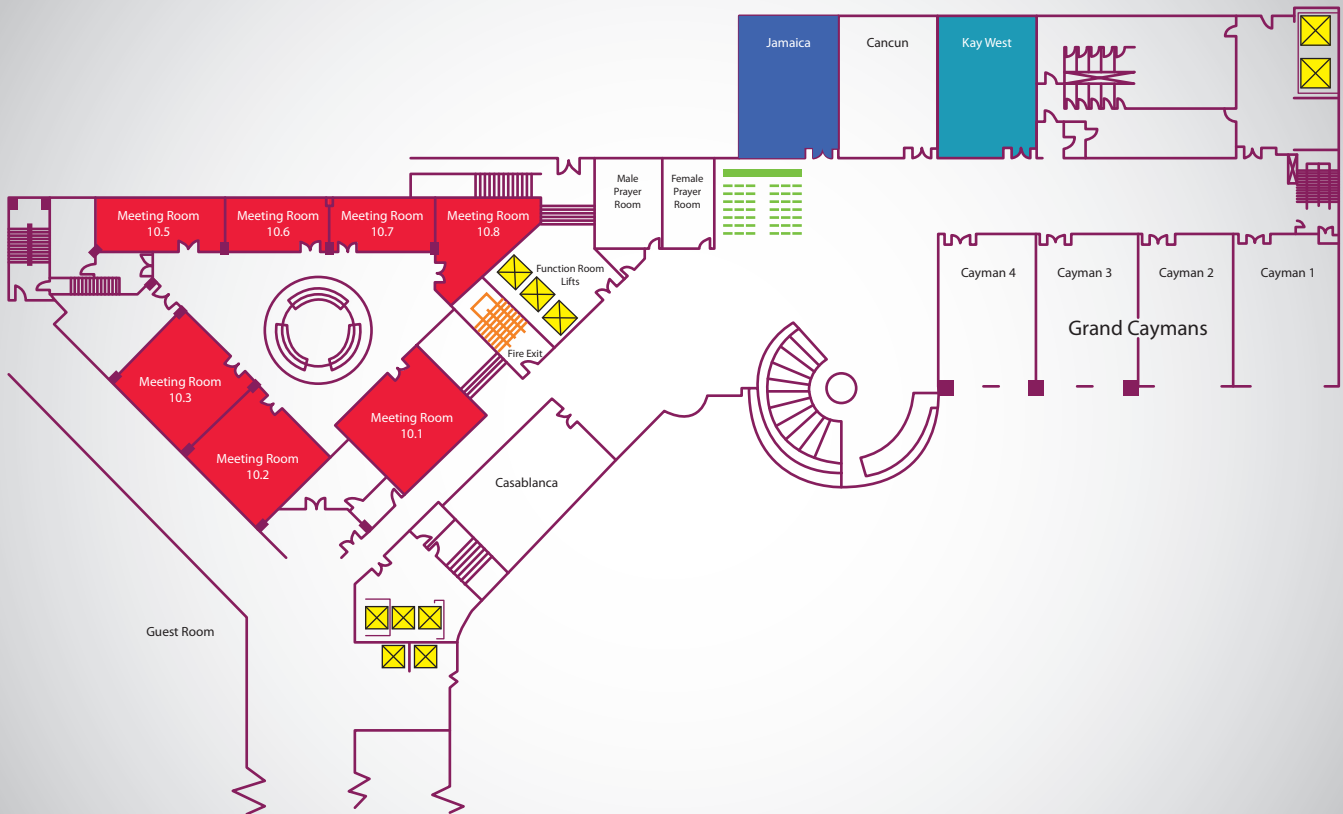 Jamaica
Cancun
Kay West
Male
Prayer
Room
Female
Prayer
Room
Meeting Room
10.5
Meeting Room
10.6
Meeting Room
10.7
Meeting Room
10.8
Function Room
Lifts
Cayman 4
Cayman 3
Cayman 2
Cayman 1
Grand Caymans
Fire Exit
Meeting Room
10.3
Meeting Room
10.1
Meeting Room
10.2
Casablanca
Guest Room